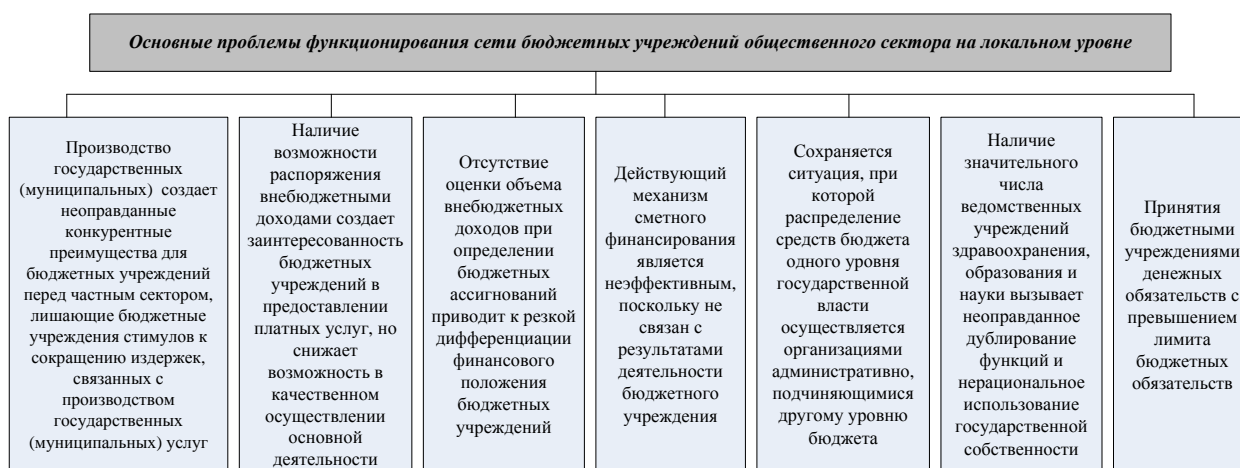 Основные проблемы функционирования сети бюджетных учреждений общественного сектора на локальном уровне
Производство
государственных
(муниципальных) создает
неоправданные
конкурентные
преимущества для
бюджетных учреждений
перед частным сектором,
лишающие бюджетные
учреждения стимулов к
сокращению издержек,
связанных с
производством
государственных
(муниципальных) услуг
Наличие
возможности
распоряжения
внебюджетными
доходами создает
заинтересованность
бюджетных
учреждений в
предоставлении
платных услуг, но
снижает
возможность в
качественном
осуществлении
основной
деятельности
Отсутствие
оценки объема
внебюджетных
доходов при
определении
бюджетных
ассигнований
приводит к резкой
дифференциации
финансового
положения
бюджетных
учреждений
Действующий
механизм
сметного
финансирования
является
неэффективным,
поскольку не
связан с
результатами
деятельности
бюджетного
учреждения
Сохраняется
ситуация, при
которой
распределение
средств бюджета
одного уровня
государственной
власти
осуществляется
организациями
административно,
подчиняющимися
другому уровню
бюджета
Наличие
значительного
числа
ведомственных
учреждений
здравоохранения,
образования и
науки вызывает
неоправданное
дублирование
функций и
нерациональное
использование
государственной
собственности
Принятия
бюджетными
учреждениями
денежных
обязательств с
превышением
лимита
бюджетных
обязательств